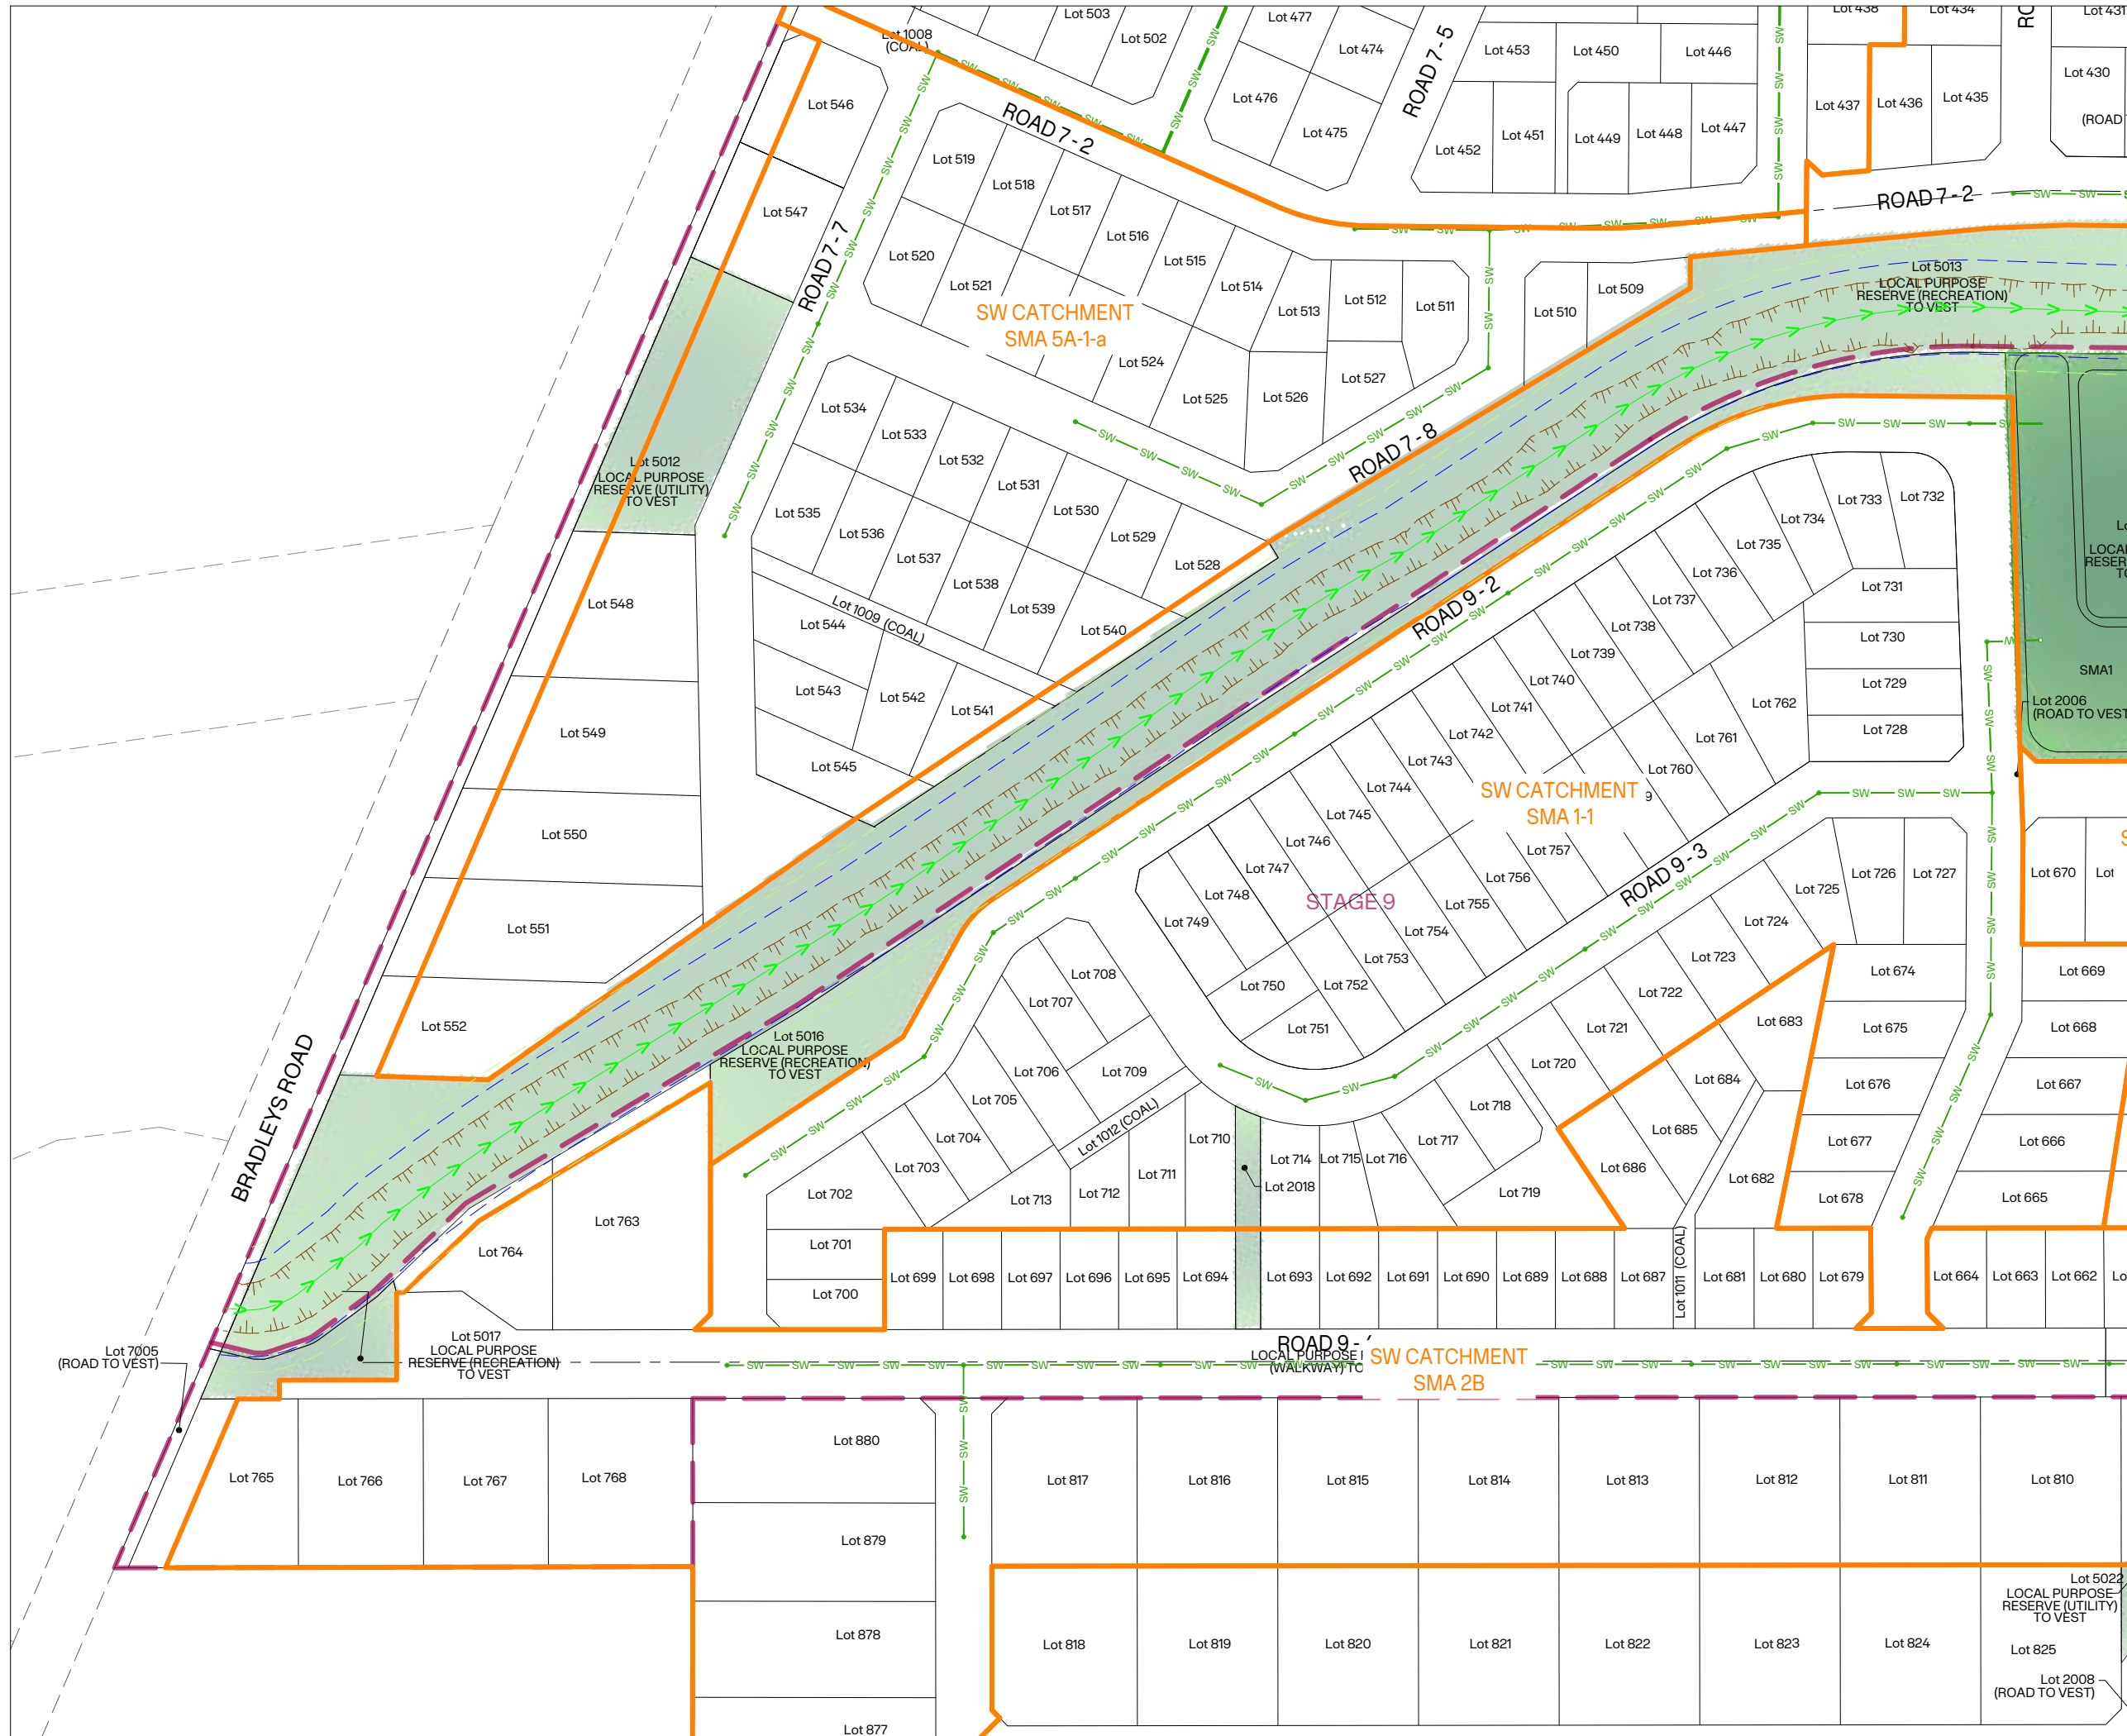 Lot 503
Lot 502
Lot 1008
(COAL)
Lot 477
Lot 474
Lot 476
Lot 475
ROAD 7 - 5
Lot 453
Lot 450
Lot 446
Lot 452
Lot 451
Lot 449
Lot 448
Lot 447
Lot 438
Lot 434
Lot 437
Lot 436
Lot 435
Lot 431
Lot 430
(ROAD
ROAD 7 - 2
ROAD 7 - 2
Lot 546
Lot 547
ROAD 7 - 7
Lot 519
Lot 518
Lot 517
Lot 516
Lot 515
Lot 514
Lot 513
Lot 512
Lot 511
Lot 510
Lot 509
Lot 520
Lot 521
SW CATCHMENT
SMA 5A-1-a
Lot 524
Lot 525
Lot 526
Lot 527
Lot 5013
LOCAL PURPOSE
RESERVE (RECREATION)
TO VEST
Lot 5012
LOCAL PURPOSE
RESERVE (UTILITY)
TO VEST
Lot 534
Lot 533
Lot 532
Lot 531
Lot 530
Lot 529
Lot 528
Lot 535
Lot 536
Lot 537
Lot 538
Lot 539
Lot 540
Lot 1009 (COAL)
Lot 544
Lot 543
Lot 542
Lot 541
Lot 545
ROAD 7 - 8
ROAD 9 - 2
Lot 548
Lot 549
Lot 550
Lot 551
Lot 552
BRADLEYS ROAD
Lot 733
Lot 732
Lot 734
Lot 735
Lot 736
Lot 737
Lot 738
Lot 739
Lot 740
Lot 741
Lot 742
Lot 743
Lot 744
Lot 745
Lot 746
Lot 747
Lot 748
Lot 749
Lot 731
Lot 730
Lot 729
Lot 728
Lot 762
Lot 761
Lot 760
9
SW CATCHMENT
SMA 1-1
Lot 757
Lot 756
Lot 755
Lot 754
Lot 753
Lot 752
Lot 751
Lot 750
STAGE 9
ROAD 9 - 3
SMA1
Lot 2006
(ROAD TO VEST
Lot 670
Lot
Lot 725
Lot 726
Lot 727
Lot 724
Lot 723
Lot 722
Lot 721
Lot 720
Lot 674
Lot 675
Lot 676
Lot 677
Lot 678
Lot 669
Lot 668
Lot 667
Lot 666
Lot 665
Lot 683
Lot 684
Lot 685
Lot 686
Lot 682
Lot 708
Lot 707
Lot 706
Lot 709
Lot 705
Lot 704
Lot 703
Lot 702
Lot 1012 (COAL)
Lot 710
Lot 711
Lot 712
Lot 713
Lot 714
Lot 715
Lot 716
Lot 717
Lot 718
Lot 719
Lot 2018
Lot 5016
LOCAL PURPOSE
RESERVE (RECREATION)
TO VEST
Lot 763
Lot 764
Lot 701
Lot 700
Lot 699
Lot 698
Lot 697
Lot 696
Lot 695
Lot 694
Lot 693
Lot 692
Lot 691
Lot 690
Lot 689
Lot 688
Lot 687
Lot 1011 (COAL)
Lot 681
Lot 680
Lot 679
Lot 664
Lot 663
Lot 662
Lot 7005
(ROAD TO VEST)
Lot 5017
LOCAL PURPOSE
RESERVE (RECREATION)
TO VEST
ROAD 9 -
LOCAL PURPOSE
(WALKWAY) TO
SW CATCHMENT
SMA 2B
Lot 765
Lot 766
Lot 767
Lot 768
Lot 880
Lot 879
Lot 878
Lot 877
Lot 817
Lot 816
Lot 815
Lot 814
Lot 813
Lot 812
Lot 811
Lot 810
Lot 818
Lot 819
Lot 820
Lot 821
Lot 822
Lot 823
Lot 824
Lot 5022
LOCAL PURPOSE
RESERVE (UTILITY)
TO VEST
Lot 825
Lot 2008
(ROAD TO VEST)